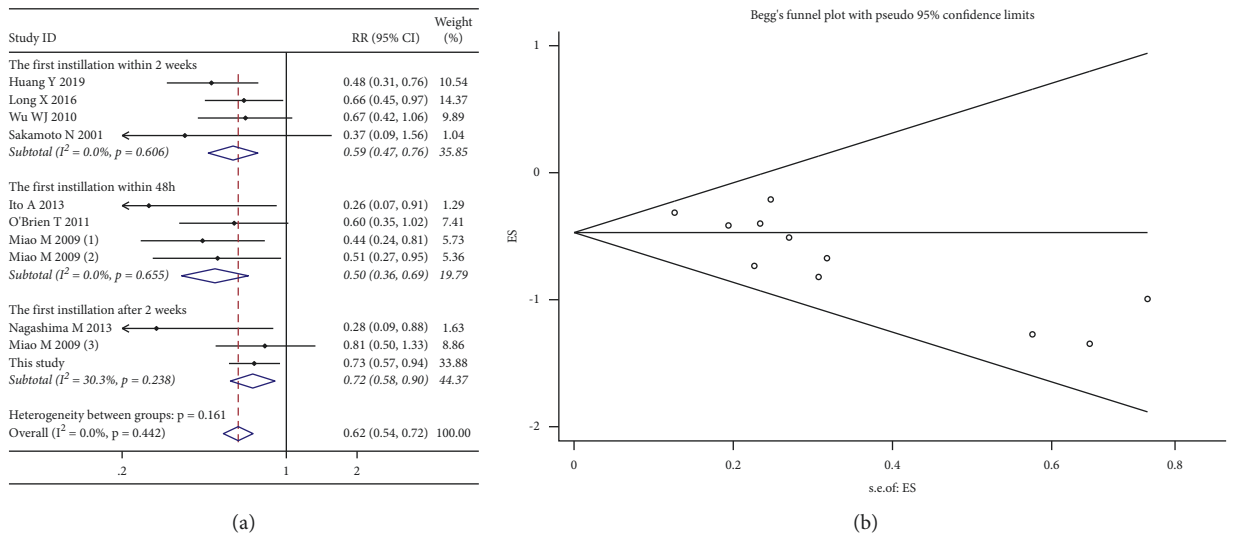 Study ID RR (95% CI) Weight (%)
The first instillation within 2 weeks
Huang Y 2019 0.48 (0.31, 0.76) 10.54
Long X 2016 0.66 (0.45, 0.97) 14.37
Wu WJ 2010 0.67 (0.42, 1.06) 9.89
Sakamoto N 2001 0.37 (0.09, 1.56) 1.04
Subtotal (I² = 0.0%, p = 0.606) 0.59 (0.47, 0.76) 35.85
The first instillation within 48h
Ito A 2013 0.26 (0.07, 0.91) 1.29
O'Brien T 2011 0.60 (0.35, 1.02) 7.41
Miao M 2009 (1) 0.44 (0.24, 0.81) 5.73
Miao M 2009 (2) 0.51 (0.27, 0.95) 5.36
Subtotal (I² = 0.0%, p = 0.655) 0.50 (0.36, 0.69) 19.79
The first instillation after 2 weeks
Nagashima M 2013 0.28 (0.09, 0.88) 1.63
Miao M 2009 (3) 0.81 (0.50, 1.33) 8.86
This study 0.73 (0.57, 0.94) 33.88
Subtotal (I² = 30.3%, p = 0.238) 0.72 (0.58, 0.90) 44.37
Heterogeneity between groups: p = 0.161
Overall (I² = 0.0%, p = 0.442) 0.62 (0.54, 0.72) 100.00
.2 1 2
(a)
Begg's funnel plot with pseudo 95% confidence limits
1
0
-1
-2
ES
0 0.2 0.4 0.6 0.8
s.e.of: ES
(b)